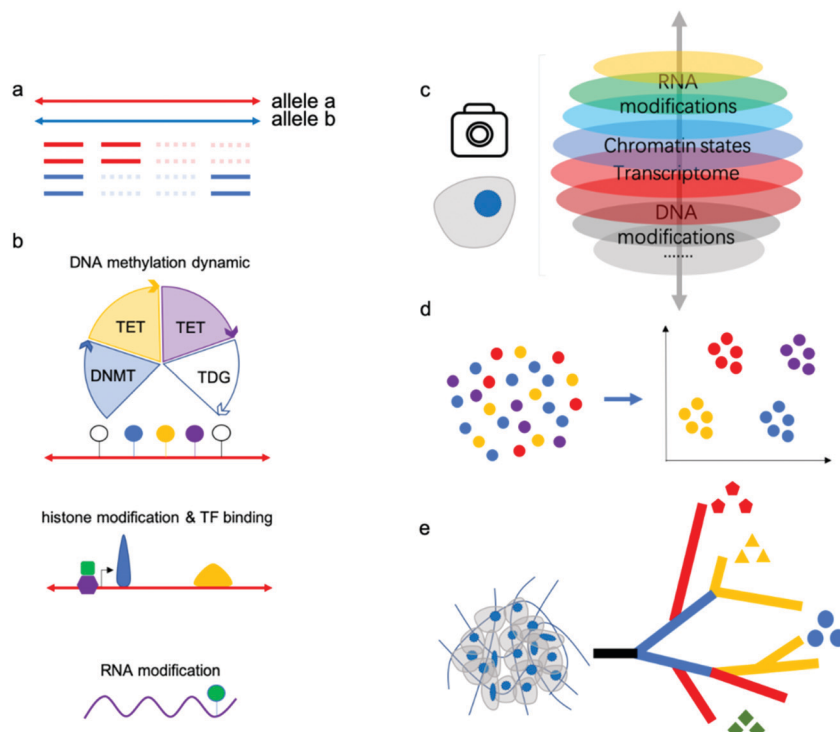 a
allele a
allele b
b
DNA methylation dynamic
TET
TET
DNMT
TDG
histone modification & TF binding
RNA modification
c
RNA
modifications
Chromatin states
Transcriptome
DNA
modifications
.......
d
e